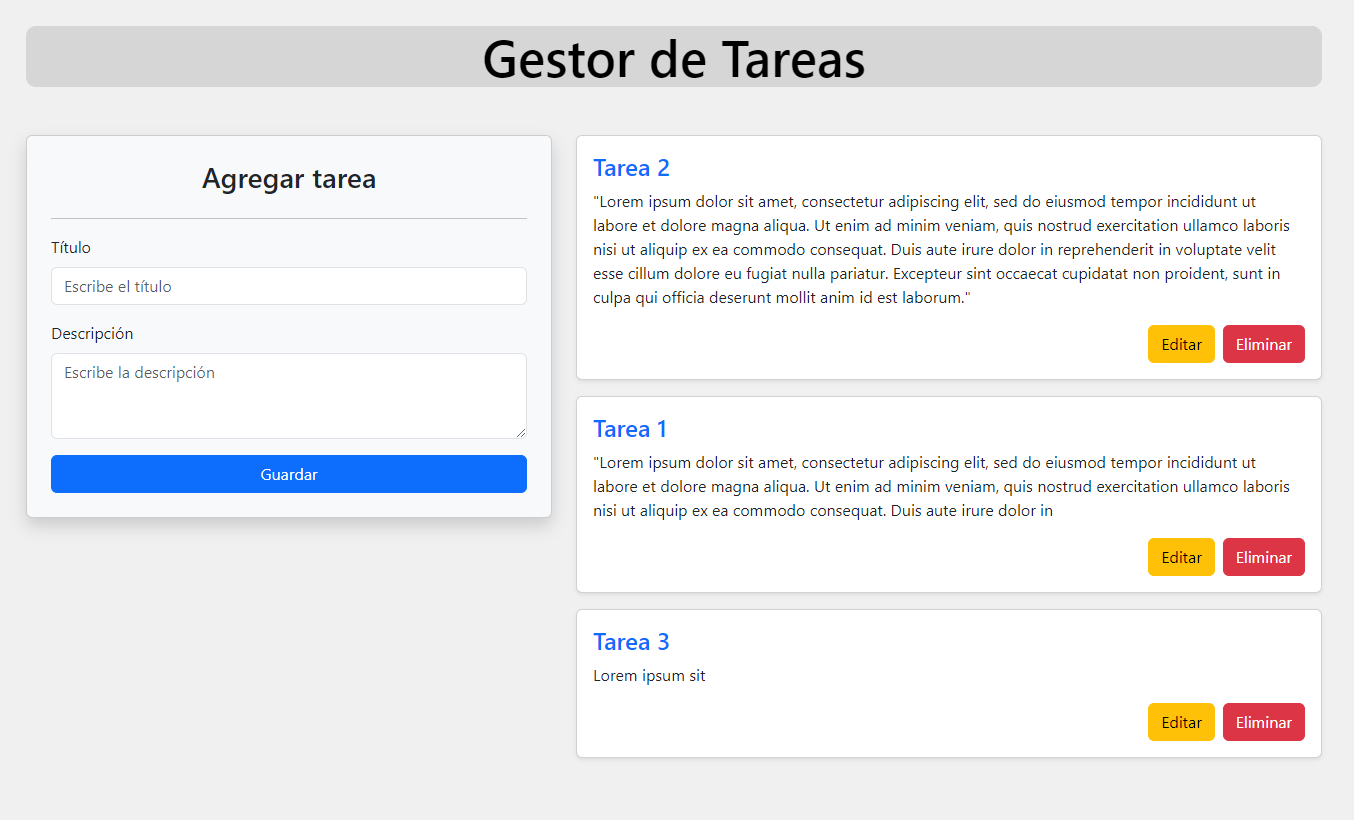 Gestor de Tareas
Agregar tarea
Título
Escribe el título
Descripción
Escribe la descripción
Guardar
Tarea 2
"Lorem ipsum dolor sit amet, consectetur adipiscing elit, sed do eiusmod tempor incididunt ut
labore et dolore magna aliqua. Ut enim ad minim veniam, quis nostrud exercitation ullamco laboris
nisi ut aliquip ex ea commodo consequat. Duis aute irure dolor in reprehenderit in voluptate velit
esse cillum dolore eu fugiat nulla pariatur. Excepteur sint occaecat cupidatat non proident, sunt in
culpa qui officia deserunt mollit anim id est laborum."
Editar Eliminar
Tarea 1
"Lorem ipsum dolor sit amet, consectetur adipiscing elit, sed do eiusmod tempor incididunt ut
labore et dolore magna aliqua. Ut enim ad minim veniam, quis nostrud exercitation ullamco laboris
nisi ut aliquip ex ea commodo consequat. Duis aute irure dolor in
Editar Eliminar
Tarea 3
Lorem ipsum sit
Editar Eliminar